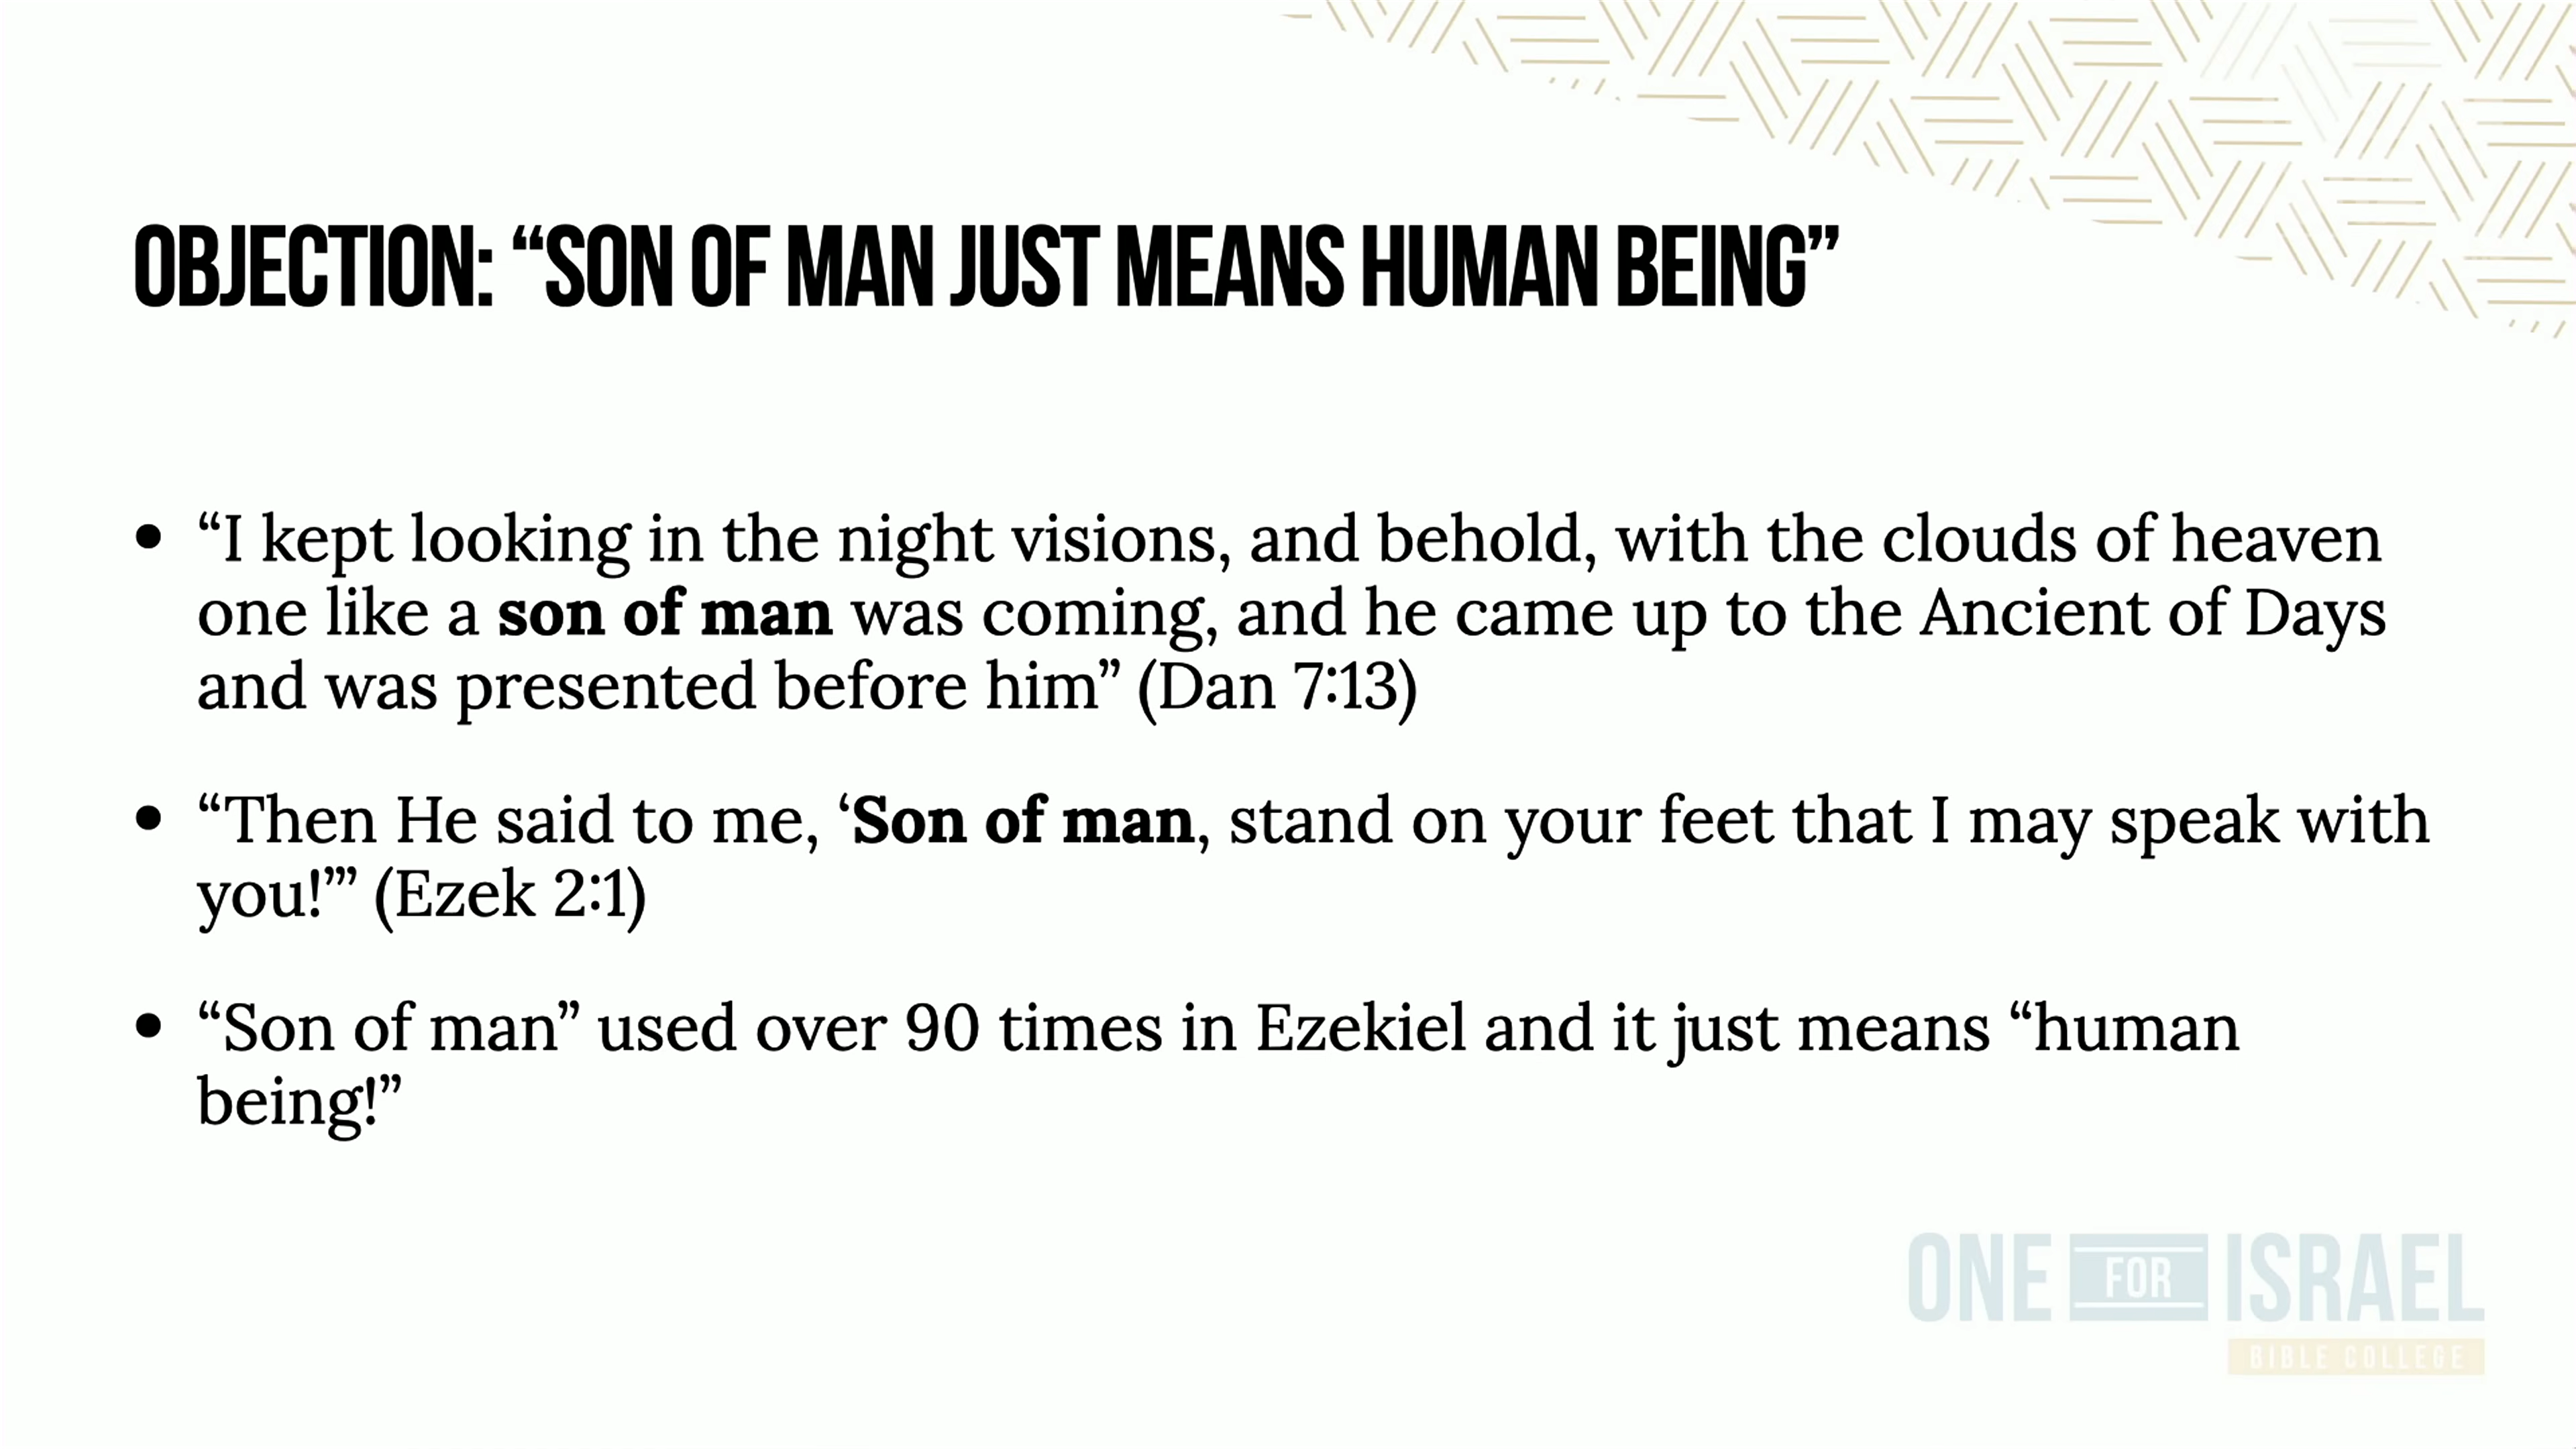 OBJECTION: “SON OF MAN JUST MEANS HUMAN BEING”
• “I kept looking in the night visions, and behold, with the clouds of heaven
one like a son of man was coming, and he came up to the Ancient of Days
and was presented before him” (Dan 7:13)
• “Then He said to me, ‘Son of man, stand on your feet that I may speak with
you!’” (Ezek 2:1)
• “Son of man” used over 90 times in Ezekiel and it just means “human
being!”
ONE FOR ISRAEL
BIBLE COLLEGE